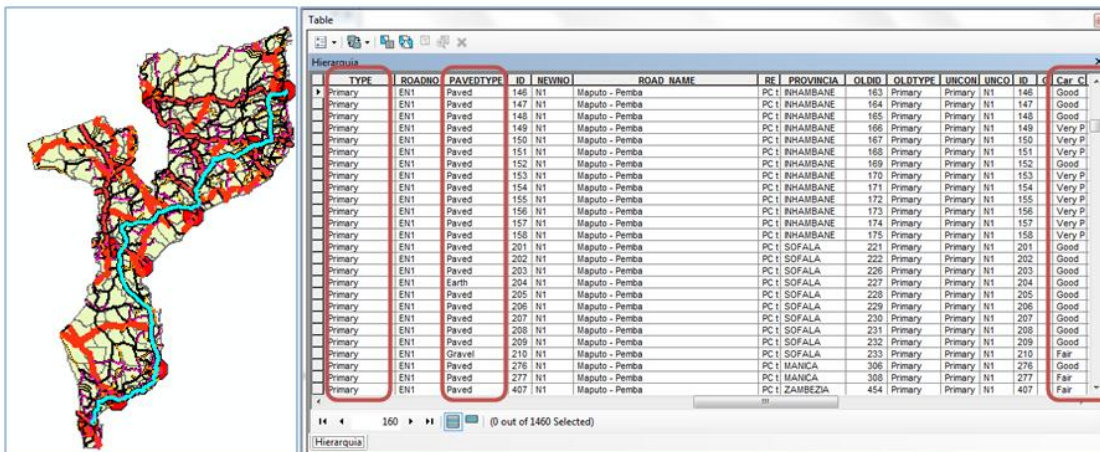 Table
Hierarquia
TYPE ROADNO PAVEDTYPE ID NEWNO ROAD_NAME RE PROVINCIA OLDID OLDTYPE UNCON UNCO ID Car_C
Primary EN1 Paved 146 N1 Maputo - Pemba PC t INHAMBANE 163 Primary Primary N1 146 Good
Primary EN1 Paved 147 N1 Maputo - Pemba PC t INHAMBANE 164 Primary Primary N1 147 Good
Primary EN1 Paved 148 N1 Maputo - Pemba PC t INHAMBANE 165 Primary Primary N1 148 Good
Primary EN1 Paved 149 N1 Maputo - Pemba PC t INHAMBANE 166 Primary Primary N1 149 Very P
Primary EN1 Paved 150 N1 Maputo - Pemba PC t INHAMBANE 167 Primary Primary N1 150 Very P
Primary EN1 Paved 151 N1 Maputo - Pemba PC t INHAMBANE 168 Primary Primary N1 151 Very P
Primary EN1 Paved 152 N1 Maputo - Pemba PC t INHAMBANE 169 Primary Primary N1 152 Good
Primary EN1 Paved 153 N1 Maputo - Pemba PC t INHAMBANE 170 Primary Primary N1 153 Very P
Primary EN1 Paved 154 N1 Maputo - Pemba PC t INHAMBANE 171 Primary Primary N1 154 Very P
Primary EN1 Paved 155 N1 Maputo - Pemba PC t INHAMBANE 172 Primary Primary N1 155 Very P
Primary EN1 Paved 156 N1 Maputo - Pemba PC t INHAMBANE 173 Primary Primary N1 156 Very P
Primary EN1 Paved 157 N1 Maputo - Pemba PC t INHAMBANE 174 Primary Primary N1 157 Very P
Primary EN1 Paved 158 N1 Maputo - Pemba PC t INHAMBANE 175 Primary Primary N1 158 Very P
Primary EN1 Paved 201 N1 Maputo - Pemba PC t SOFALA 221 Primary Primary N1 201 Good
Primary EN1 Paved 202 N1 Maputo - Pemba PC t SOFALA 222 Primary Primary N1 202 Good
Primary EN1 Paved 203 N1 Maputo - Pemba PC t SOFALA 226 Primary Primary N1 203 Good
Primary EN1 Earth 204 N1 Maputo - Pemba PC t SOFALA 227 Primary Primary N1 204 Good
Primary EN1 Paved 205 N1 Maputo - Pemba PC t SOFALA 228 Primary Primary N1 205 Good
Primary EN1 Paved 206 N1 Maputo - Pemba PC t SOFALA 229 Primary Primary N1 206 Good
Primary EN1 Paved 207 N1 Maputo - Pemba PC t SOFALA 230 Primary Primary N1 207 Good
Primary EN1 Paved 208 N1 Maputo - Pemba PC t SOFALA 231 Primary Primary N1 208 Good
Primary EN1 Paved 209 N1 Maputo - Pemba PC t SOFALA 232 Primary Primary N1 209 Good
Primary EN1 Gravel 210 N1 Maputo - Pemba PC t SOFALA 233 Primary Primary N1 210 Fair
Primary EN1 Paved 276 N1 Maputo - Pemba PC t MANICA 306 Primary Primary N1 276 Good
Primary EN1 Paved 277 N1 Maputo - Pemba PC t MANICA 308 Primary Primary N1 277 Fair
Primary EN1 Paved 407 N1 Maputo - Pemba PC t ZAMBEZIA 454 Primary Primary N1 407 Fair
160 (0 out of 1460 Selected)
Hierarquia